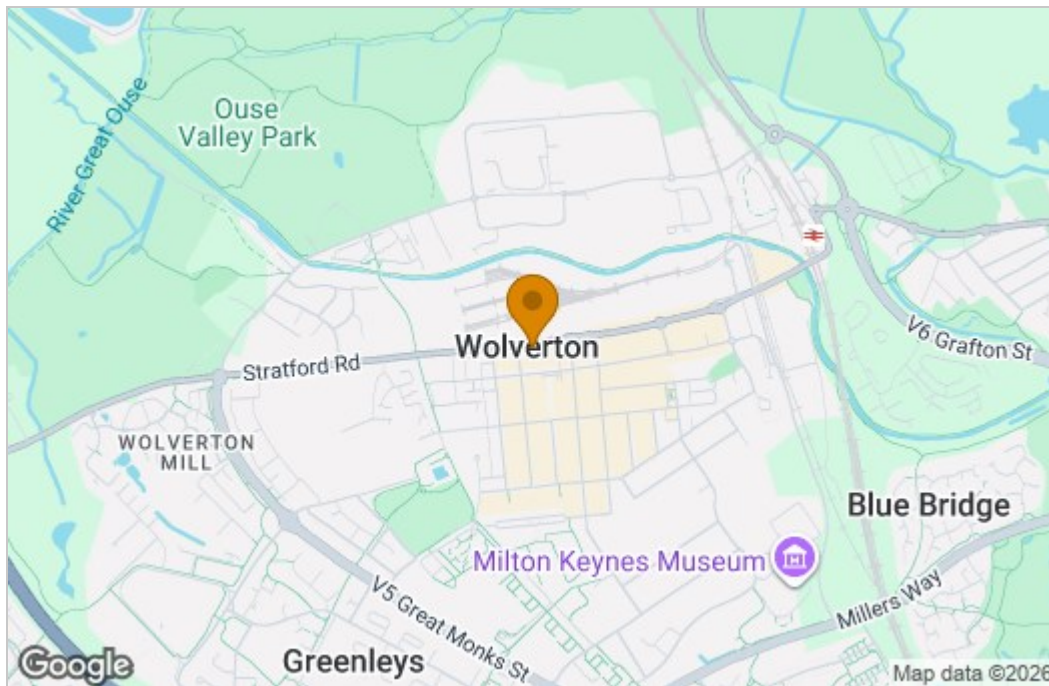 Ouse
Valley Park
River Great Ouse
Wolverton
Stratford Rd
V6 Grafton St
WOLVERTON
MILL
Blue Bridge
Milton Keynes Museum
V5 Great Monks St
Millers Way
Greenleys
Google
Map data ©2026